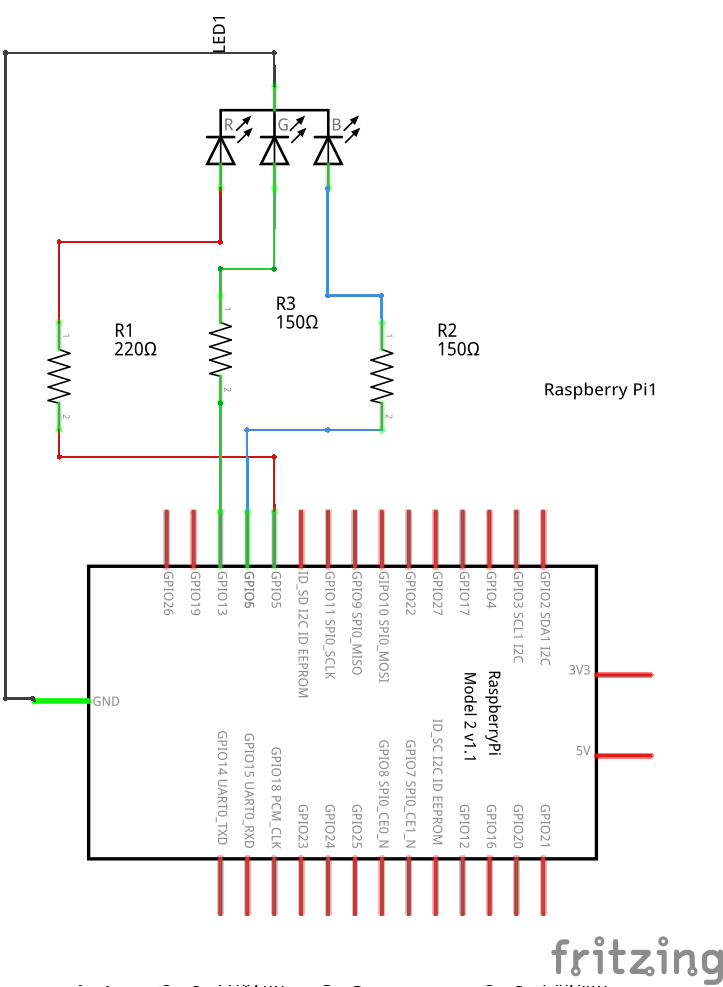 LED1
R
G
B
R1
220Ω
R3
150Ω
R2
150Ω
1
2
1
2
1
2
Raspberry Pi1
GPIO26
GPIO19
GPIO13
GPIO6
GPIO5
ID_SD I2C ID EEPROM
GPIO11 SPI0_SCLK
GPIO9 SPI0_MISO
GIPO10 SPI0_MOSI
GPIO22
GPIO27
GPIO17
GPIO4
GPIO3 SCL1 I2C
GPIO2 SDA1 I2C
3V3
5V
GND
RaspberryPi
Model 2 v1.1
GPIO14 UART0_TXD
GPIO15 UART0_RXD
GPIO18 PCM_CLK
GPIO23
GPIO24
GPIO25
GPIO8 SPI0_CE0_N
GPIO7 SPI0_CE1_N
ID_SC I2C ID EEPROM
GPIO12
GPIO16
GPIO20
GPIO21
fritzing